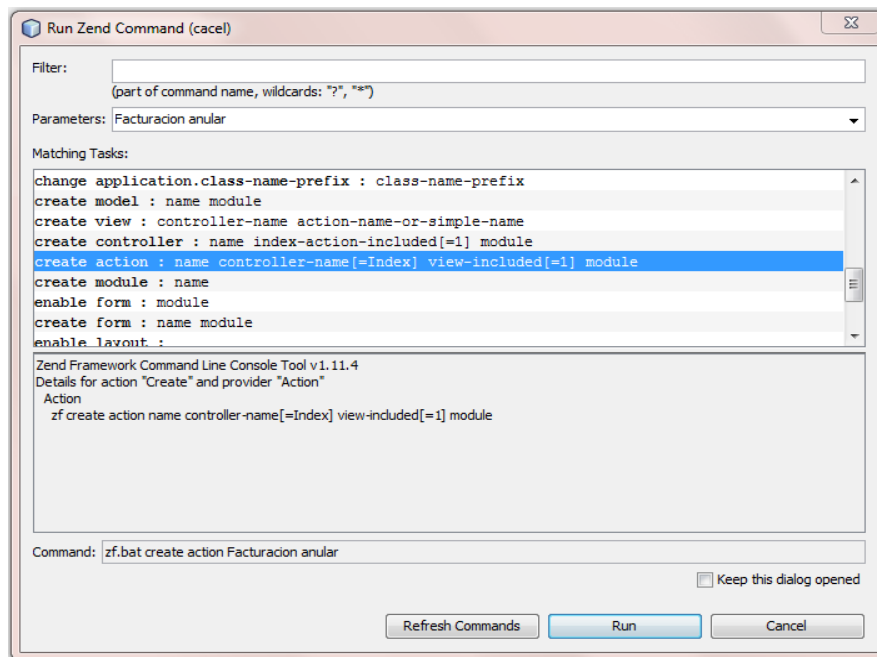 Run Zend Command (cacel)
Filter:
(part of command name, wildcards: "?", "*")
Parameters: Facturacion anular
Matching Tasks:
change application.class-name-prefix : class-name-prefix
create model : name module
create view : controller-name action-name-or-simple-name
create controller : name index-action-included[=1] module
create action : name controller-name[=Index] view-included[=1] module
create module : name
enable form : module
create form : name module
enable layout :
Zend Framework Command Line Console Tool v1.11.4
Details for action "Create" and provider "Action"
Action
zf create action name controller-name[=Index] view-included[=1] module
Command: zf.bat create action Facturacion anular
Keep this dialog opened
Refresh Commands Run Cancel